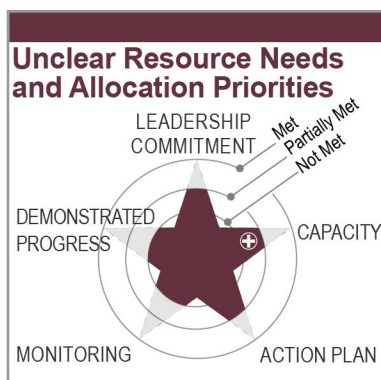 Unclear Resource Needs
and Allocation Priorities
LEADERSHIP
COMMITMENT
Met
Partially Met
Not Met
DEMONSTRATED
PROGRESS
CAPACITY
MONITORING
ACTION PLAN